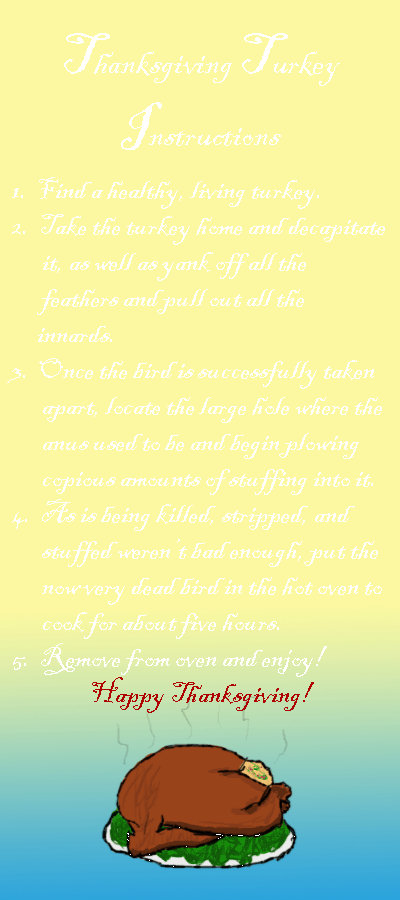 Thanksgiving Turkey
Instructions
1. Find a healthy, living turkey.
2. Take the turkey home and decapitate
it, as well as yank off all the
feathers and pull out all the
innards.
3. Once the bird is successfully taken
apart, locate the large hole where the
anus used to be and begin plowing
copious amounts of stuffing into it.
4. As is being killed, stripped, and
stuffed weren't bad enough, put the
now very dead bird in the hot oven to
cook for about five hours.
5. Remove from oven and enjoy!
Happy Thanksgiving!